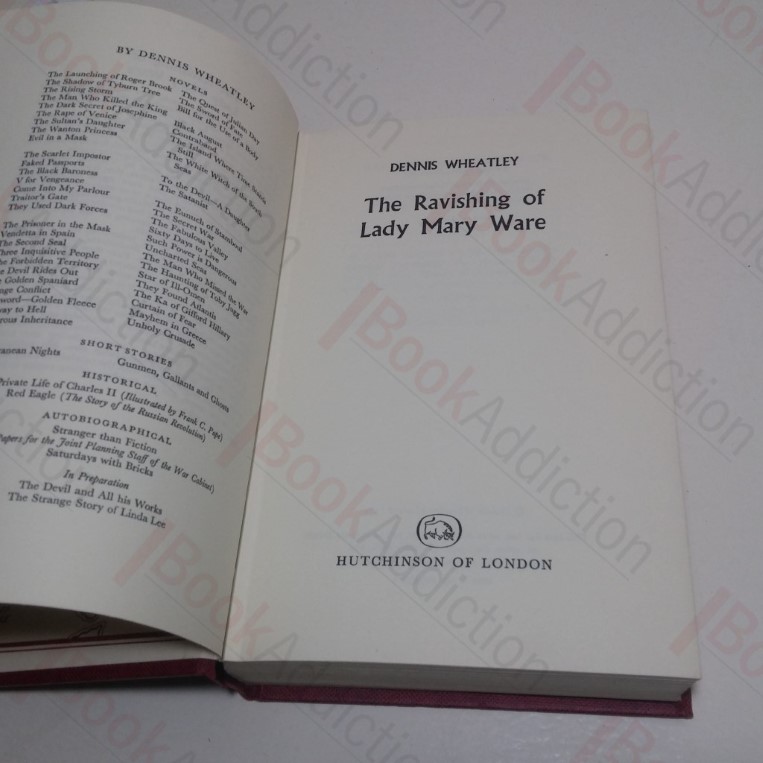 BY DENNIS WHEATLEY
NOVELS
The Launching of Roger Brook
The Shadow of Tyburn Tree
The Rising Storm
The Man Who Killed the King
The Dark Secret of Josephine
The Rape of Venice
The Sultan's Daughter
The Wanton Princess
Evil in a Mask
The Scarlet Impostor
Faked Passports
The Black Baroness
V for Vengeance
Come Into My Parlour
Traitor's Gate
They Used Dark Forces
The Prisoner in the Mask
Vendetta in Spain
The Second Seal
Three Inquisitive People
The Forbidden Territory
e Devil Rides Out
e Golden Spaniard
nge Conflict
word—Golden Fleece
way to Hell
rous Inheritance
The Quest of Julian Day
The Sword of Fate
Bill for the Use of a Body
Black August
Contraband
The Island Where Time Stands
Still
The White Witch of the South
Seas
To the Devil—A Daughter
The Satanist
The Eunuch of Stamboul
The Secret War
The Fabulous Valley
Sixty Days to Live
Such Power is Dangerous
Uncharted Seas
The Man Who Missed the War
The Haunting of Toby Jugg
Star of Ill-Omen
They Found Atlantis
The Ka of Gifford Hillary
Curtain of Fear
Mayhem in Greece
Unholy Crusade
SHORT STORIES
ranean Nights
Gunmen, Gallants and Ghosts
HISTORICAL
Private Life of Charles II (Illustrated by Frank C. Papé)
Red Eagle (The Story of the Russian Revolution)
AUTOBIOGRAPHICAL
Stranger than Fiction
apers for the Joint Planning Staff of the War Cabinet)
Saturdays with Bricks
In Preparation
The Devil and All his Works
The Strange Story of Linda Lee
DENNIS WHEATLEY
The Ravishing of
Lady Mary Ware
HUTCHINSON OF LONDON
BookAddiction